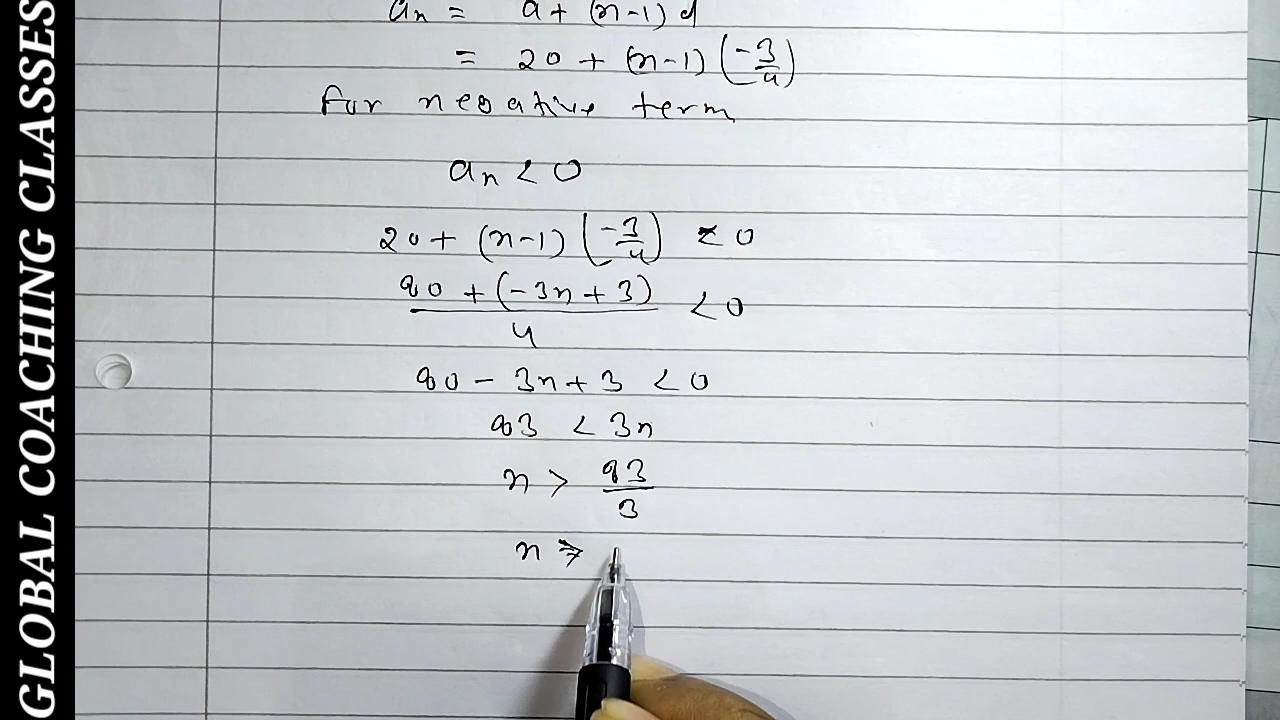 GLOBAL COACHING CLASSES
an = a + (n-1) d
= 20 + (n-1) (-3/4)
For negative term
an < 0
20 + (n-1) (-3/4) < 0
80 + (-3n + 3)/4 < 0
80 - 3n + 3 < 0
83 < 3n
n > 83/3
n >